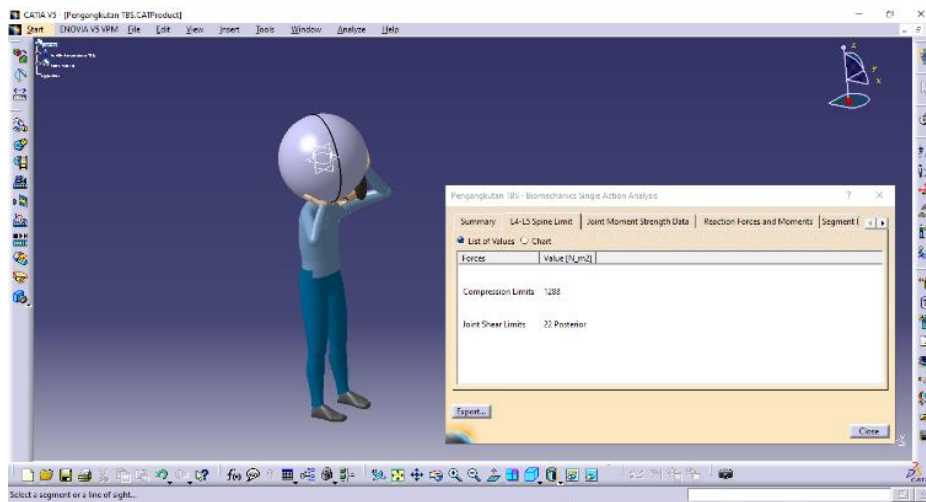 CATIA V5 - [Pengangkutan TBS.CATProduct]
Start ENOVIA V5 VPM File Edit View Insert Tools Window Analyze Help
z
y
x
Pengangkutan TBS - Biomechanics Single Action Analysis
Summary L4-L5 Spine Limit Joint Moment Strength Data Reaction Forces and Moments Segment
List of Values Chart
Forces Value [N_m2]
Compression Limits 1288
Joint Shear Limits 22 Posterior
Export...
Close
Select a segment or a line of sight...